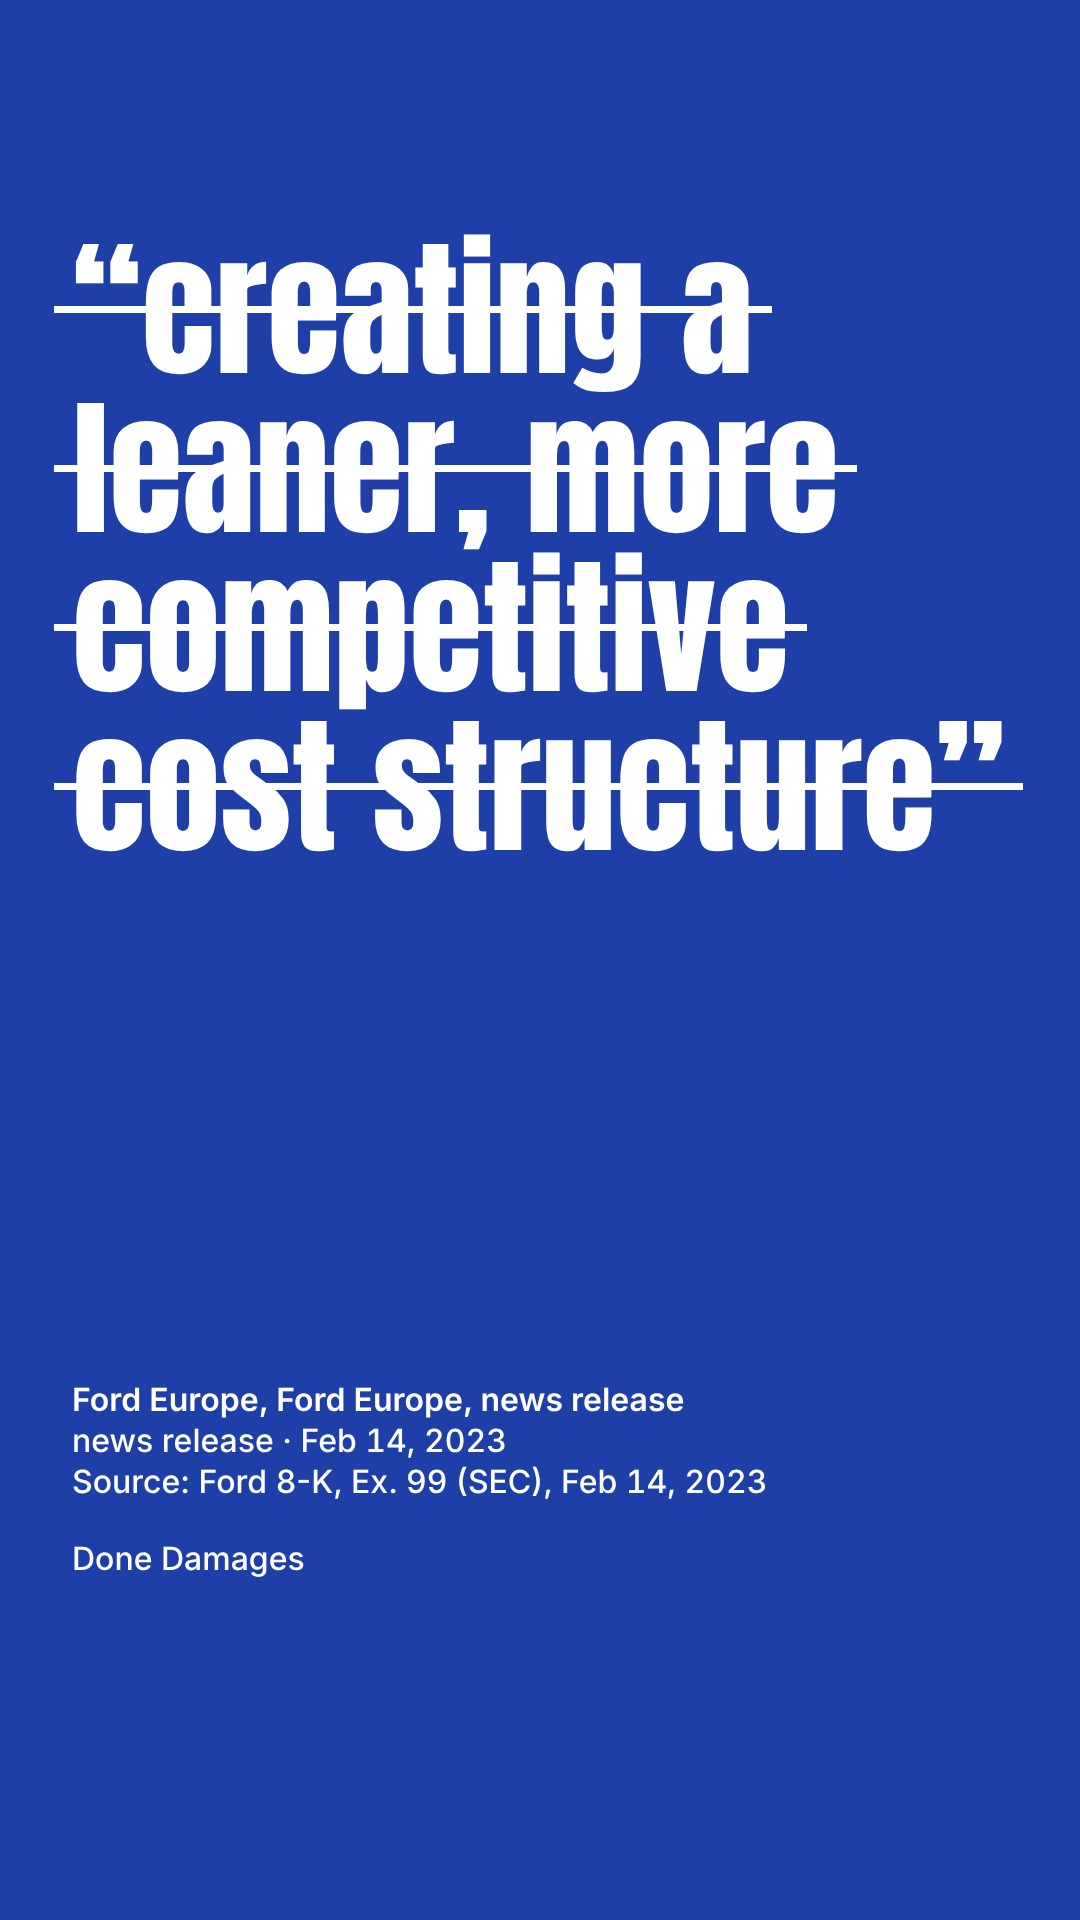 “creating a
leaner, more
competitive
cost structure”
Ford Europe, Ford Europe, news release
news release · Feb 14, 2023
Source: Ford 8-K, Ex. 99 (SEC), Feb 14, 2023
Done Damages